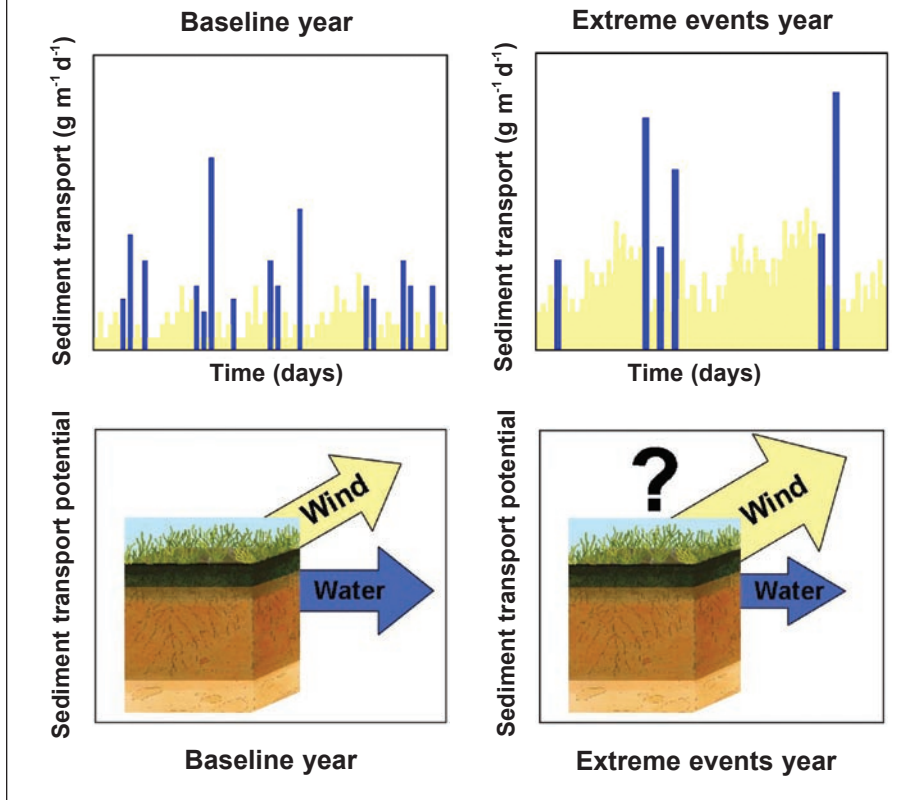 Baseline year
Extreme events year
Sediment transport (g m⁻¹ d⁻¹)
Sediment transport (g m⁻¹ d⁻¹)
Time (days)
Time (days)
Sediment transport potential
Wind
Water
Sediment transport potential
?
Wind
Water
Baseline year
Extreme events year